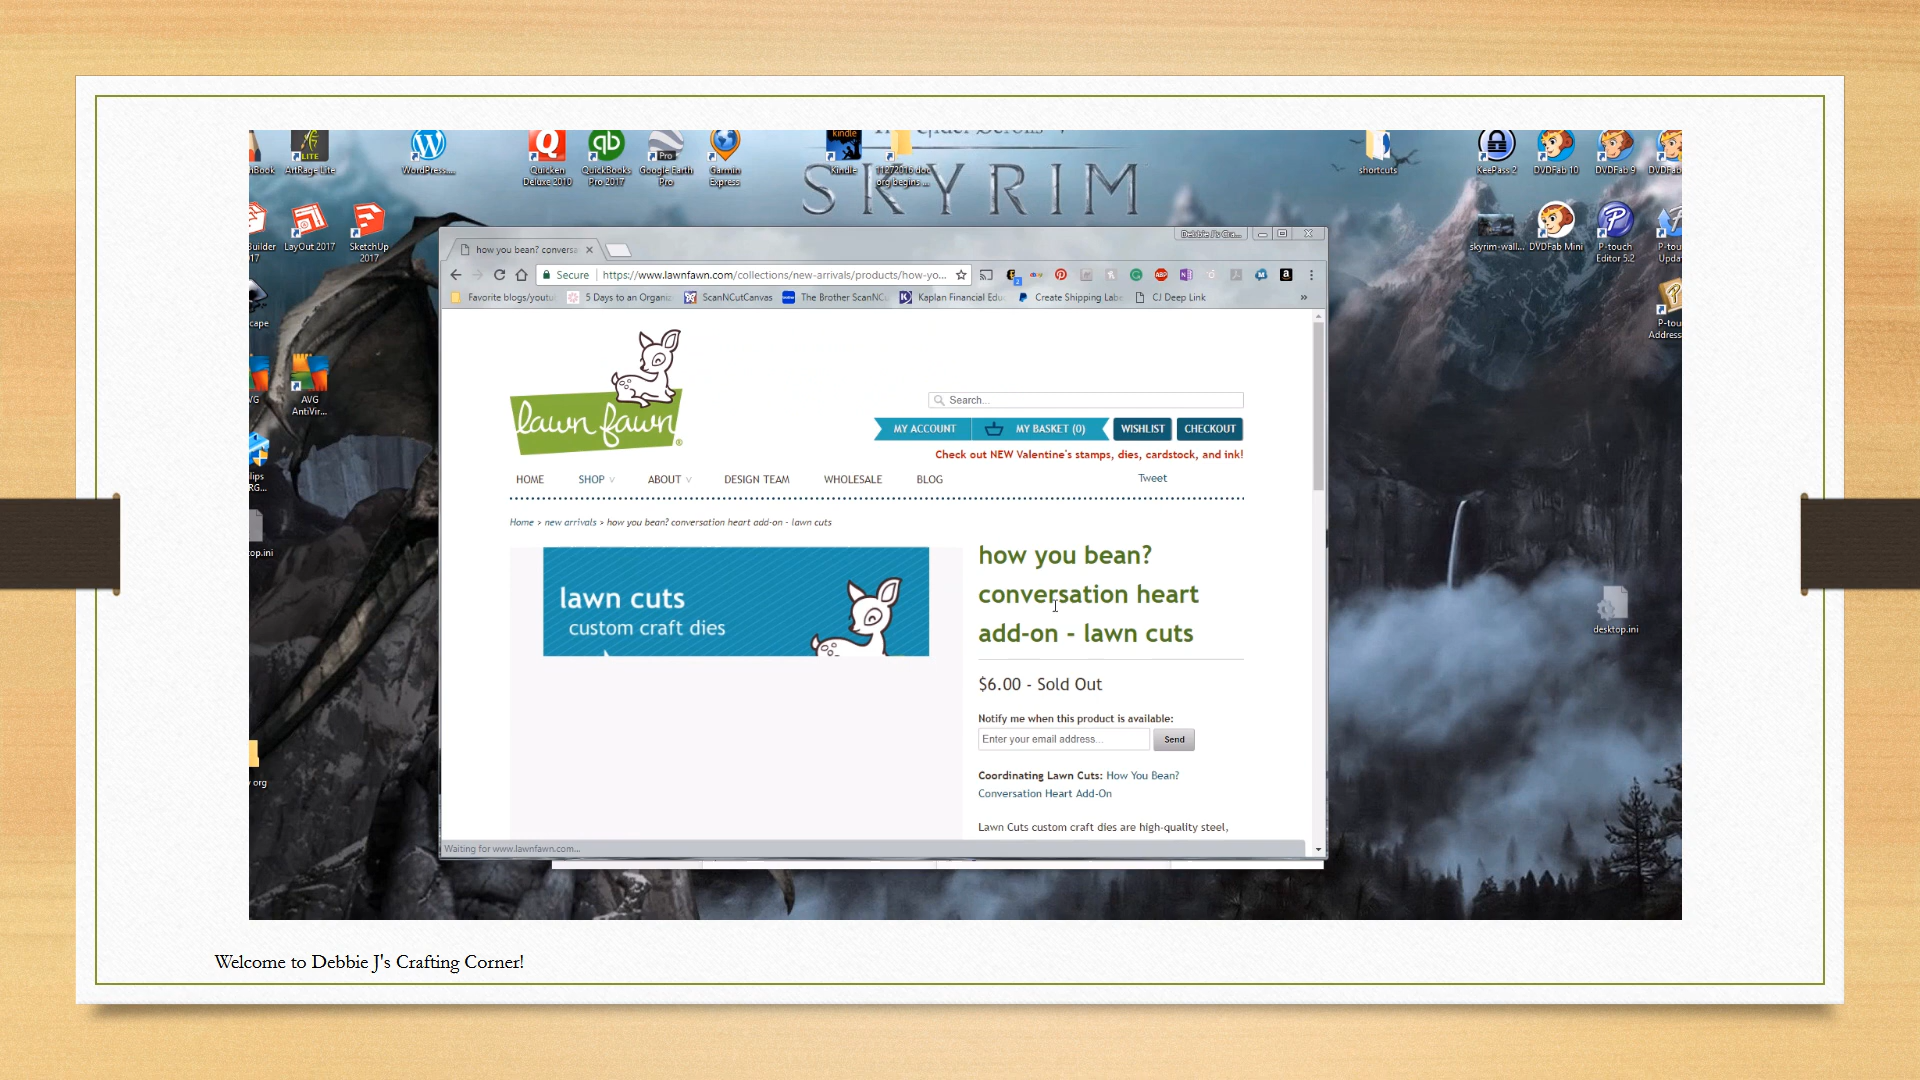 SKYRIM
nBook
ArtRage Lite
WordPress....
Quicken Deluxe 2010
QuickBooks Pro 2017
Google Earth Pro
Garmin Express
Kindle
shortcuts
KeePass 2
DVDFab 10
DVDFab 9
Builder
LayOut 2017
SketchUp 2017
skyrim-wall...
DVDFab Mini
P-touch Editor 5.2
how you bean? conversa
Secure
https://www.lawnfawn.com/collections/new-arrivals/products/how-yo...
5 Days to an Organi
ScanNCutCanvas
The Brother ScanNCu
Kaplan Financial Edu
Create Shipping Labe
CJ Deep Link
lawn fawn®
Search...
MY ACCOUNT
MY BASKET (0)
WISHLIST
CHECKOUT
Check out NEW Valentine's stamps, dies, cardstock, and ink!
HOME
SHOP
ABOUT
DESIGN TEAM
WHOLESALE
BLOG
Tweet
Home > new arrivals > how you bean? conversation heart add-on - lawn cuts
lawn cuts
custom craft dies
how you bean?
conversation heart
add-on - lawn cuts
$6.00 - Sold Out
Notify me when this product is available:
Enter your email address...
Send
Coordinating Lawn Cuts: How You Bean?
Conversation Heart Add-On
Lawn Cuts custom craft dies are high-quality steel,
Waiting for www.lawnfawn.com...
AVG AntiVir...
desktop.ini
Welcome to Debbie J's Crafting Corner!